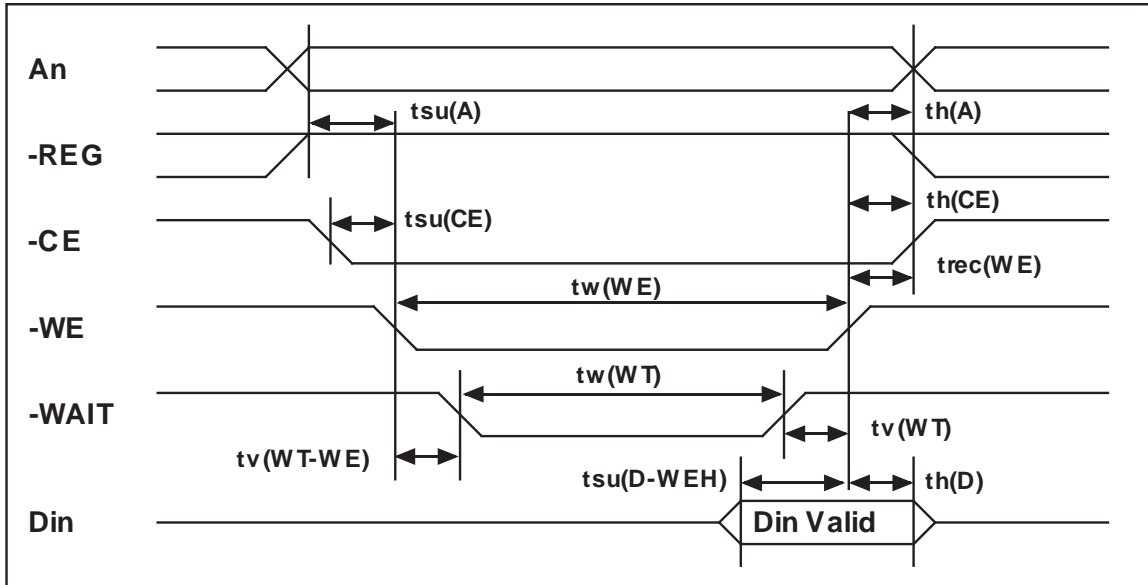 An
tsu(A)
th(A)
-REG
tsu(CE)
th(CE)
-CE
trec(WE)
tw(WE)
-WE
tw(WT)
-WAIT
tv(WT)
tv(WT-WE)
tsu(D-WEH)
th(D)
Din
Din Valid